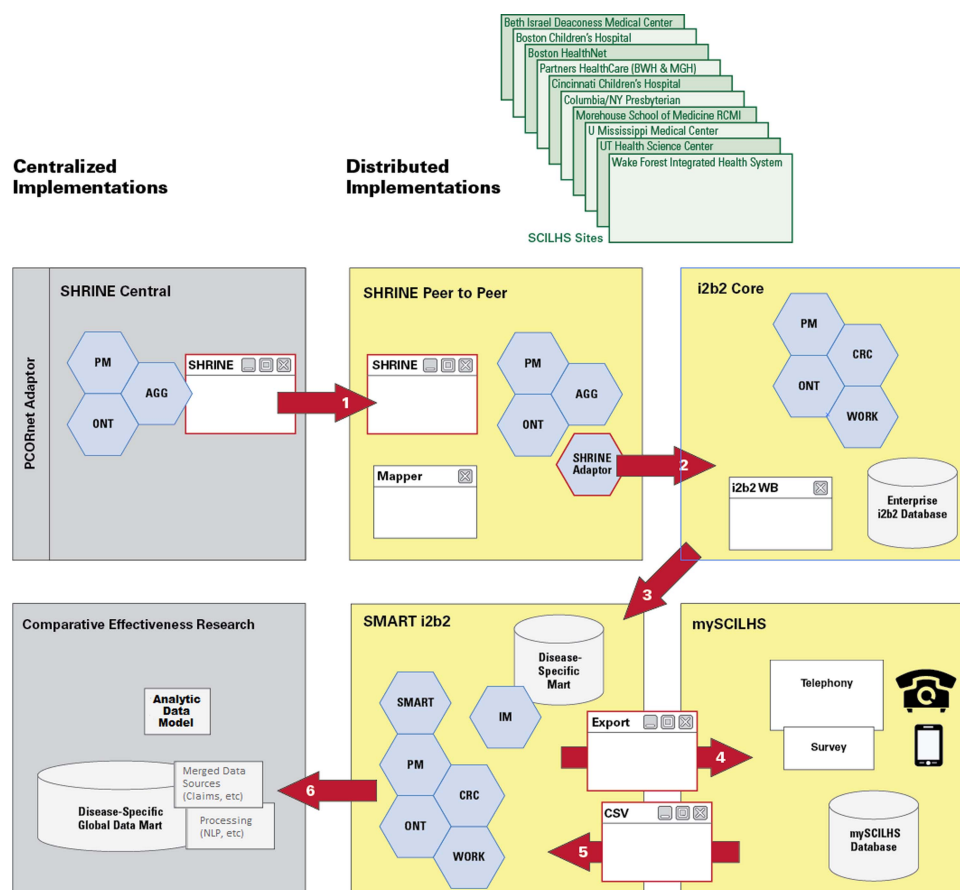 Beth Israel Deaconess Medical Center
Boston Children's Hospital
Boston HealthNet
Partners HealthCare (BWH & MGH)
Cincinnati Children's Hospital
Columbia/NY Presbyterian
Morehouse School of Medicine RCMI
U Mississippi Medical Center
UT Health Science Center
Wake Forest Integrated Health System
SCILHS Sites
Centralized
Implementations
Distributed
Implementations
PCORnet Adaptor
SHRINE Central
PM
AGG
ONT
SHRINE
1
SHRINE Peer to Peer
SHRINE
Mapper
PM
AGG
ONT
SHRINE
Adaptor
2
i2b2 Core
PM
CRC
ONT
WORK
i2b2 WB
Enterprise
i2b2 Database
3
Comparative Effectiveness Research
Analytic
Data
Model
Merged Data
Sources
(Claims, etc)
Processing
(NLP, etc)
Disease-Specific
Global Data Mart
6
SMART i2b2
Disease-
Specific
Mart
SMART
IM
PM
CRC
ONT
WORK
Export
4
CSV
5
mySCILHS
Telephony
Survey
mySCILHS
Database